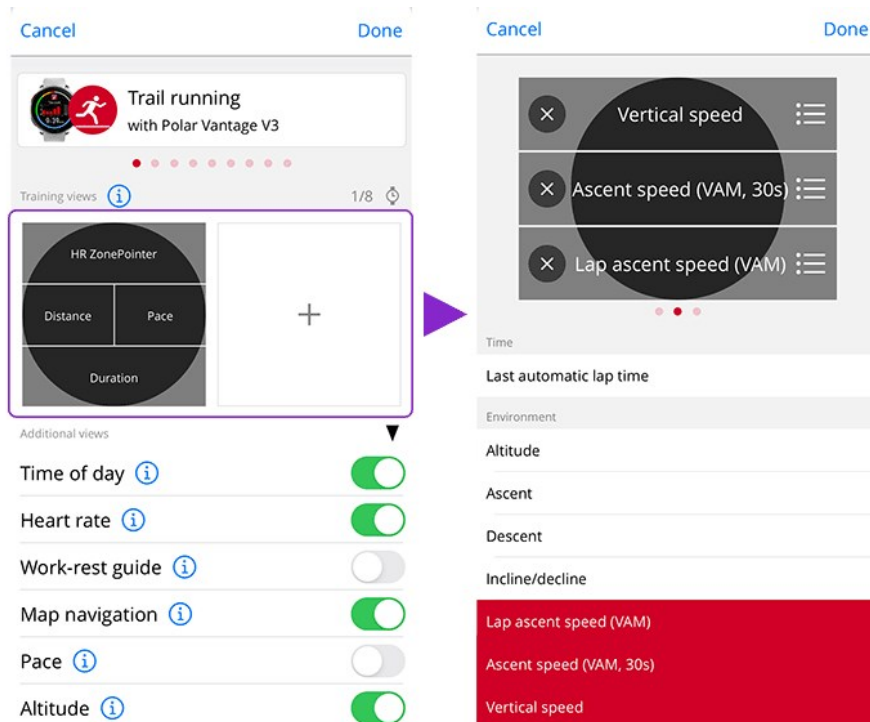 Cancel
Done
Trail running
with Polar Vantage V3
Training views
1/8
HR ZonePointer
Distance
Pace
Duration
+
Additional views
Time of day
Heart rate
Work-rest guide
Map navigation
Pace
Altitude
Cancel
Done
Vertical speed
Ascent speed (VAM, 30s)
Lap ascent speed (VAM)
Time
Last automatic lap time
Environment
Altitude
Ascent
Descent
Incline/decline
Lap ascent speed (VAM)
Ascent speed (VAM, 30s)
Vertical speed